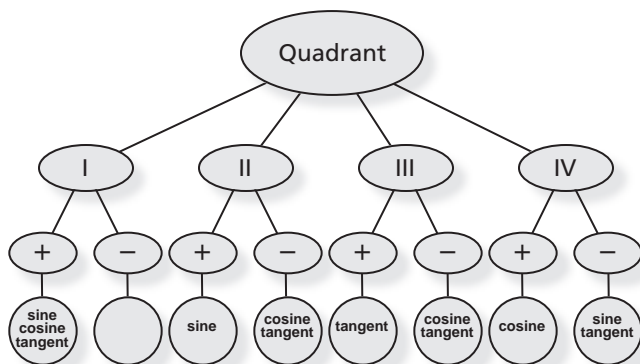 Quadrant
I II III IV
+ − + − + − + −
sine
cosine
tangent
sine
cosine
tangent
tangent
cosine
tangent
cosine
sine
tangent